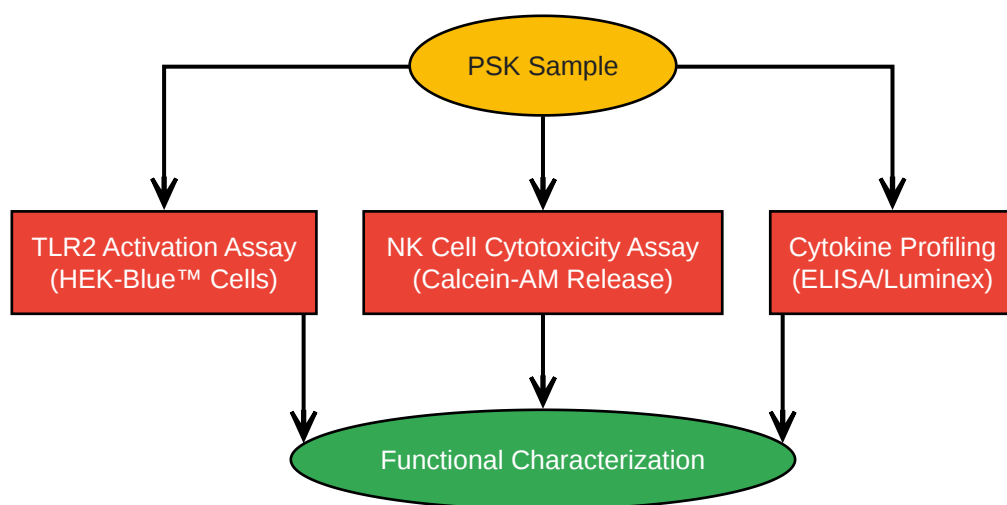 PSK Sample
TLR2 Activation Assay
(HEK-Blue™ Cells)
NK Cell Cytotoxicity Assay
(Calcein-AM Release)
Cytokine Profiling
(ELISA/Luminex)
Functional Characterization